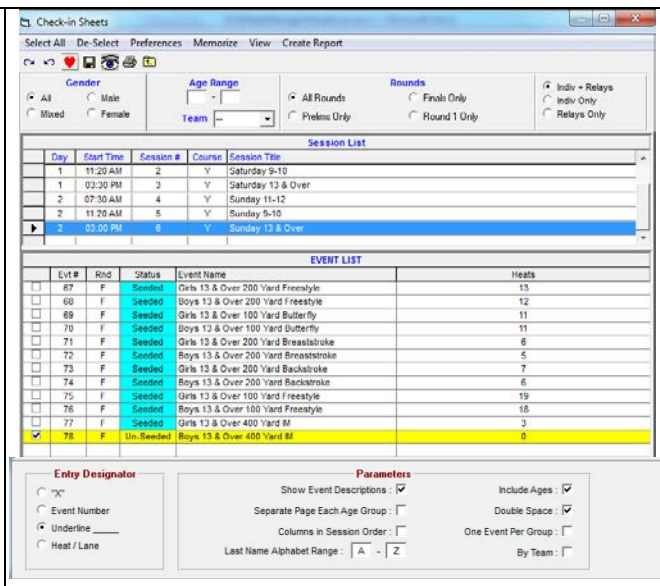 Check-in Sheets
Select All De-Select Preferences Memorize View Create Report
Gender Age Range Rounds
All Male - All Rounds Finals Only Indiv + Relays
Mixed Female Team -- Prelims Only Round 1 Only Indiv Only
Relays Only
Session List
Day Start Time Session # Course Session Title
1 11:20 AM 2 Y Saturday 9-10
1 03:30 PM 3 Y Saturday 13 & Over
2 07:30 AM 4 Y Sunday 11-12
2 11:20 AM 5 Y Sunday 9-10
2 03:00 PM 6 Y Sunday 13 & Over
EVENT LIST
Evt # Rnd Status Event Name Heats
67 F Seeded Girls 13 & Over 200 Yard Freestyle 13
68 F Seeded Boys 13 & Over 200 Yard Freestyle 12
69 F Seeded Girls 13 & Over 100 Yard Butterfly 11
70 F Seeded Boys 13 & Over 100 Yard Butterfly 11
71 F Seeded Girls 13 & Over 200 Yard Breaststroke 6
72 F Seeded Boys 13 & Over 200 Yard Breaststroke 5
73 F Seeded Girls 13 & Over 200 Yard Backstroke 7
74 F Seeded Boys 13 & Over 200 Yard Backstroke 6
75 F Seeded Girls 13 & Over 100 Yard Freestyle 19
76 F Seeded Boys 13 & Over 100 Yard Freestyle 18
77 F Seeded Girls 13 & Over 400 Yard IM 3
78 F Un-Seeded Boys 13 & Over 400 Yard IM 0
Entry Designator Parameters
"X" Show Event Descriptions : Include Ages :
Event Number Separate Page Each Age Group : Double Space :
Underline _____ Columns in Session Order : One Event Per Group :
Heat / Lane Last Name Alphabet Range : A - Z By Team :